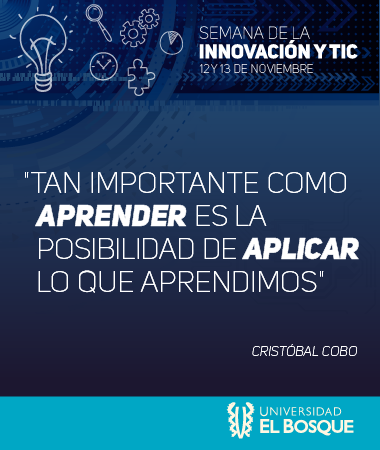 SEMANA DE LA
INNOVACIÓN Y TIC
12 Y 13 DE NOVIEMBRE
"TAN IMPORTANTE COMO
APRENDER ES LA
POSIBILIDAD DE APLICAR
LO QUE APRENDIMOS"
CRISTÓBAL COBO
UNIVERSIDAD
EL BOSQUE